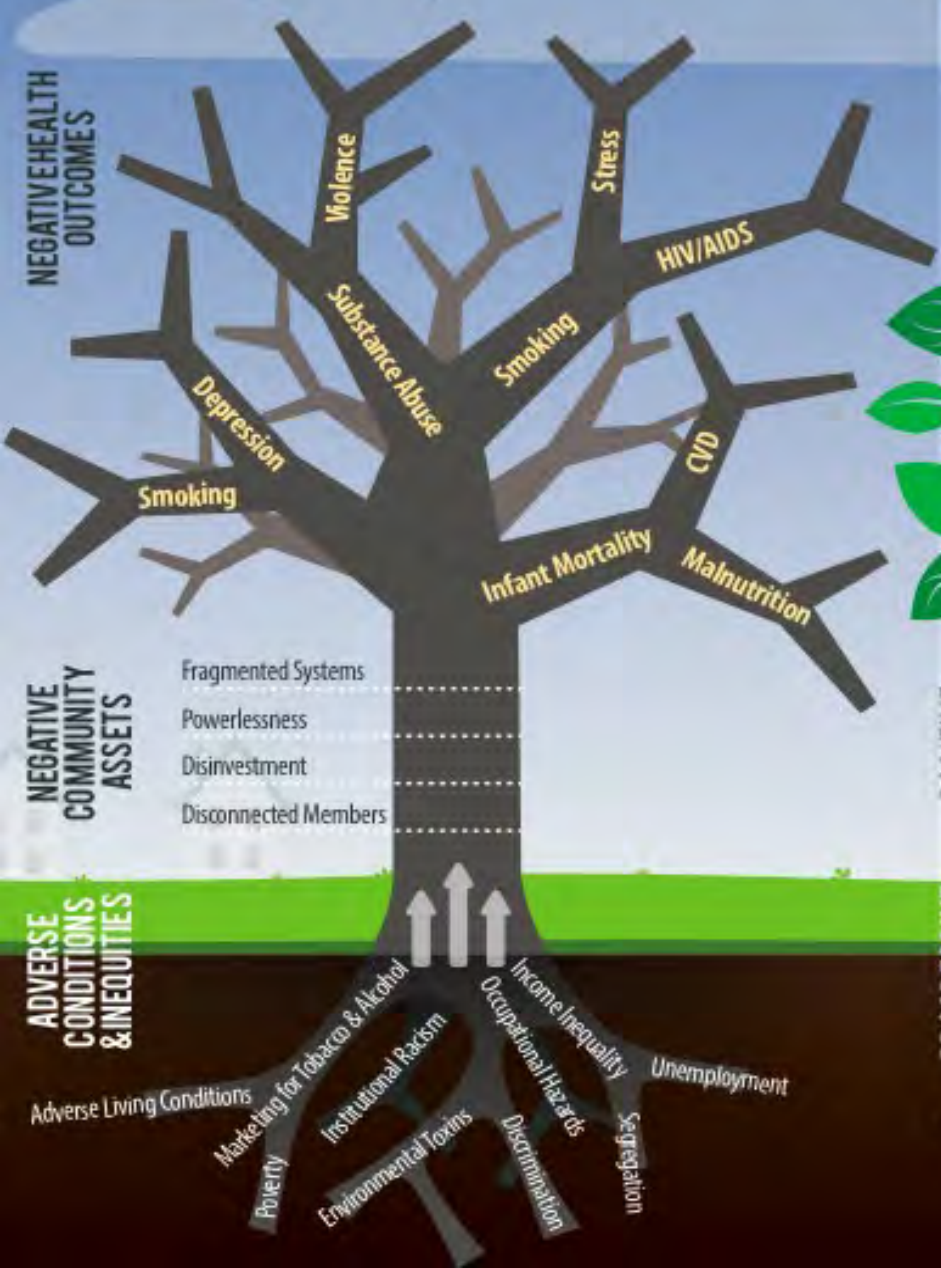 NEGATIVEHEALTH
OUTCOMES
Violence
Stress
HIV/AIDS
Substance Abuse
Smoking
Depression
CVD
Smoking
Infant Mortality
Malnutrition
NEGATIVE
COMMUNITY
ASSETS
Fragmented Systems
Powerlessness
Disinvestment
Disconnected Members
ADVERSE
CONDITIONS
&INEQUITIES
Adverse Living Conditions
Marketing for Tobacco & Alcohol
Poverty
Institutional Racism
Environmental Toxins
Discrimination
Occupational Hazards
Income Inequality
Segregation
Unemployment